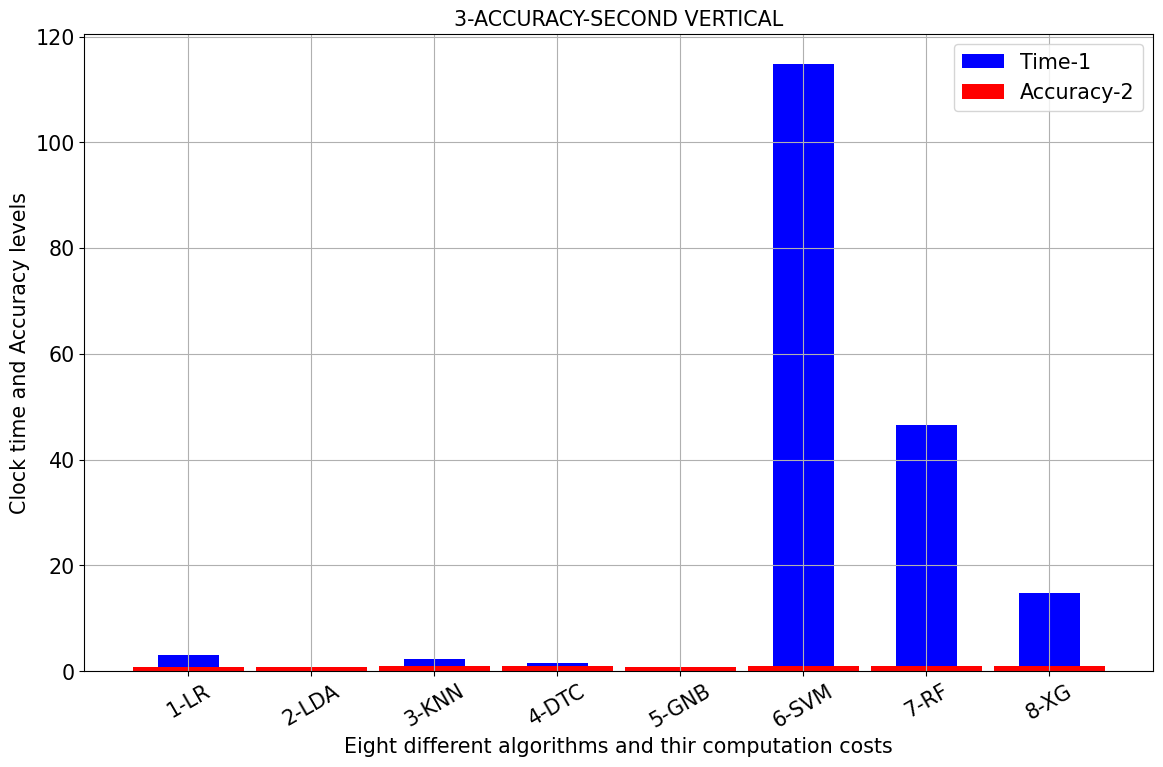 3-ACCURACY-SECOND VERTICAL
120
100
80
60
40
20
0
Clock time and Accuracy levels
Time-1
Accuracy-2
1-LR
2-LDA
3-KNN
4-DTC
5-GNB
6-SVM
7-RF
8-XG
Eight different algorithms and thir computation costs